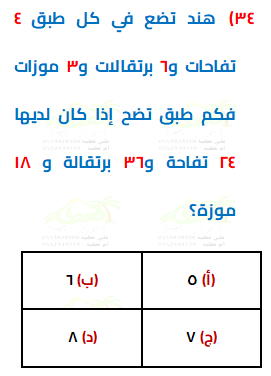 ٣٤) هند تضع في كل طبق ٤
تفاحات و٦ برتقالات و٣ موزات
فكم طبق تضح إذا كان لديها
٢٤ تفاحة و٣٦ برتقالة و ١٨
موزة؟
(أ) ٥
(ب) ٦
(ج) ٧
(د) ٨